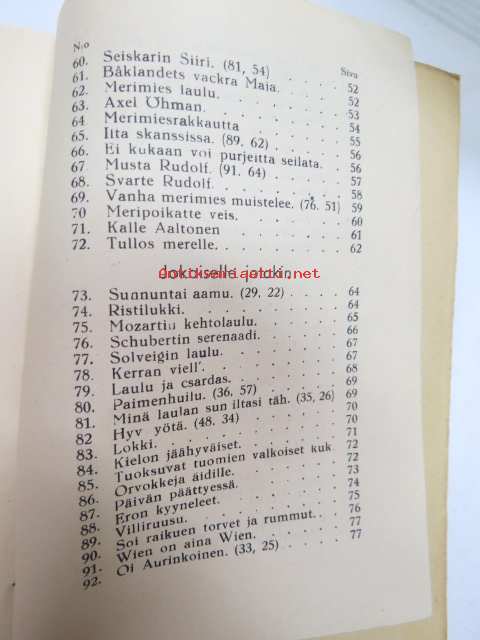 N:o Sivu
60. Seiskarin Siiri. (81, 54) . . . . 52
61. Båklandets vackra Maia. . . . . 52
62. Merimies laulu. . . . . . 53
63. Axel Öhman. . . . . . . 54
64 Merimiesrakkautta . . . . . 55
65. Iita skanssissa. (89, 62) . . . . 56
66. Ei kukaan voi purjeitta seilata. . . . 56
67 Musta Rudolf. (91, 64) . . . . 57
68. Svarte Rudolf. . . . . . . 58
69. Vanha merimies muistelee. (76, 51) 59
70 Meripoikatte veis. . . . . . 60
71. Kalle Aaltonen . . . . . . 61
72. Tullos merelle. . . . . . . 62
Jokaiselle jotkin.
antikvariaatti.net
73. Sunnuntai aamu. (29, 22) . . . . 64
74. Ristilukki. . . . . . . . 64
75. Mozartin kehtolaulu. . . . . . 65
76. Schubertin serenaadi. . . . . . 66
77. Solveigin laulu. . . . . . . 67
78. Kerran viell'. . . . . . . 67
79. Laulu ja csardas. . . . . . 68
80. Paimenhuilu. (36, 57) . . . . . 69
81. Minä laulan sun iltasi täh. (35, 26) 69
82 Hyv yötä. (48, 34) . . . . . 70
83. Lokki. . . . . . . . 70
84. Kielon jäähyväiset. . . . . . 71
85. Tuoksuvat tuomien valkoiset kuk 72
86. Orvokkeja äidille. . . . . . 72
87. Päivän päättyessä. . . . . . 73
88. Eron kyyneleet. . . . . . . 74
89. Villiruusu. . . . . . . . 75
90. Soi raikuen torvet ja rummut. . . 76
91. Wien on aina Wien. . . . . . 77
92. Oi Aurinkoinen. (33, 25) . . . . 77